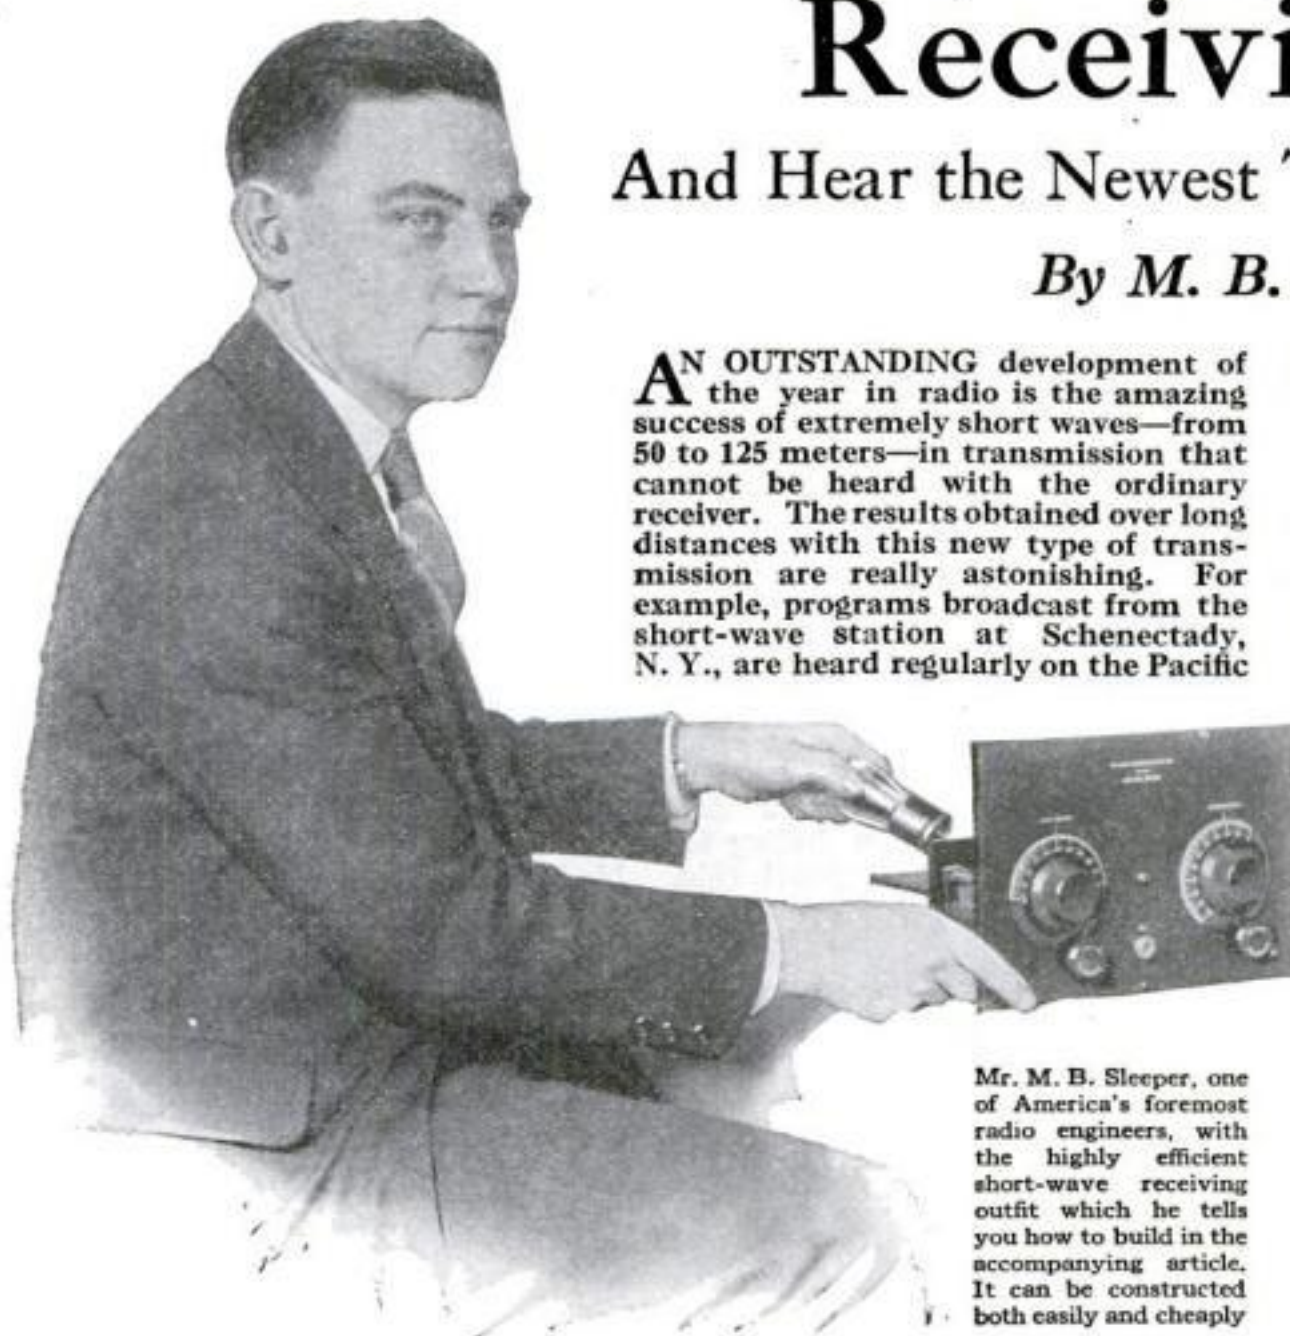 Receivi
And Hear the Newest
By M. B.
AN OUTSTANDING development of
the year in radio is the amazing
success of extremely short waves—from
50 to 125 meters—in transmission that
cannot be heard with the ordinary
receiver. The results obtained over long
distances with this new type of trans-
mission are really astonishing. For
example, programs broadcast from the
short-wave station at Schenectady,
N. Y., are heard regularly on the Pacific
Mr. M. B. Sleeper, one
of America's foremost
radio engineers, with
the highly efficient
short-wave receiving
outfit which he tells
you how to build in the
accompanying article.
It can be constructed
both easily and cheaply